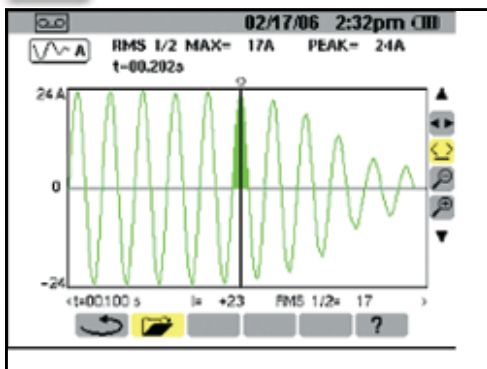 02/17/06 2:32pm
A RMS 1/2 MAX= 17A PEAK= 24A
t=00.202s
24A
0
-24
<t=00.100 s I= +23 RMS 1/2= 17 >
?